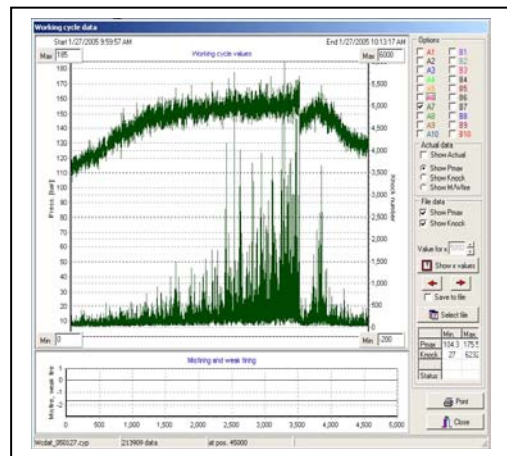 Working cycle data
Start 1/27/2005 9:59:57 AM
Working cycle values
End 1/27/2005 10:13:17 AM
Max 185
Max 6000
Press. [bar]
180
170
160
150
140
130
120
110
100
90
80
70
60
50
40
30
20
10
Knock number
5,500
5,000
4,500
4,000
3,500
3,000
2,500
2,000
1,500
1,000
500
0
Min 0
Min -200
Misfiring and weak firing
Misfire, weak fire
1
0
-1
-2
0 500 1,000 1,500 2,000 2,500 3,000 3,500 4,000 4,500 5,000
Options
A1 B1
A2 B2
A3 B3
A4 B4
A5 B5
B6
A7 B7
A8 B8
A9 B9
A10 B10
Actual data
Show Actual
Show Pmax
Show Knock
Show M/Wfire
File data
Show Pmax
Show Knock
Value for x
Show x values
Save to file
Select file
Min. Max.
Pmax 104.3 175.5
Knock 27 6232
Status
Print
Close
Wcdat_050127.cyp 213909 data at pos. 45000